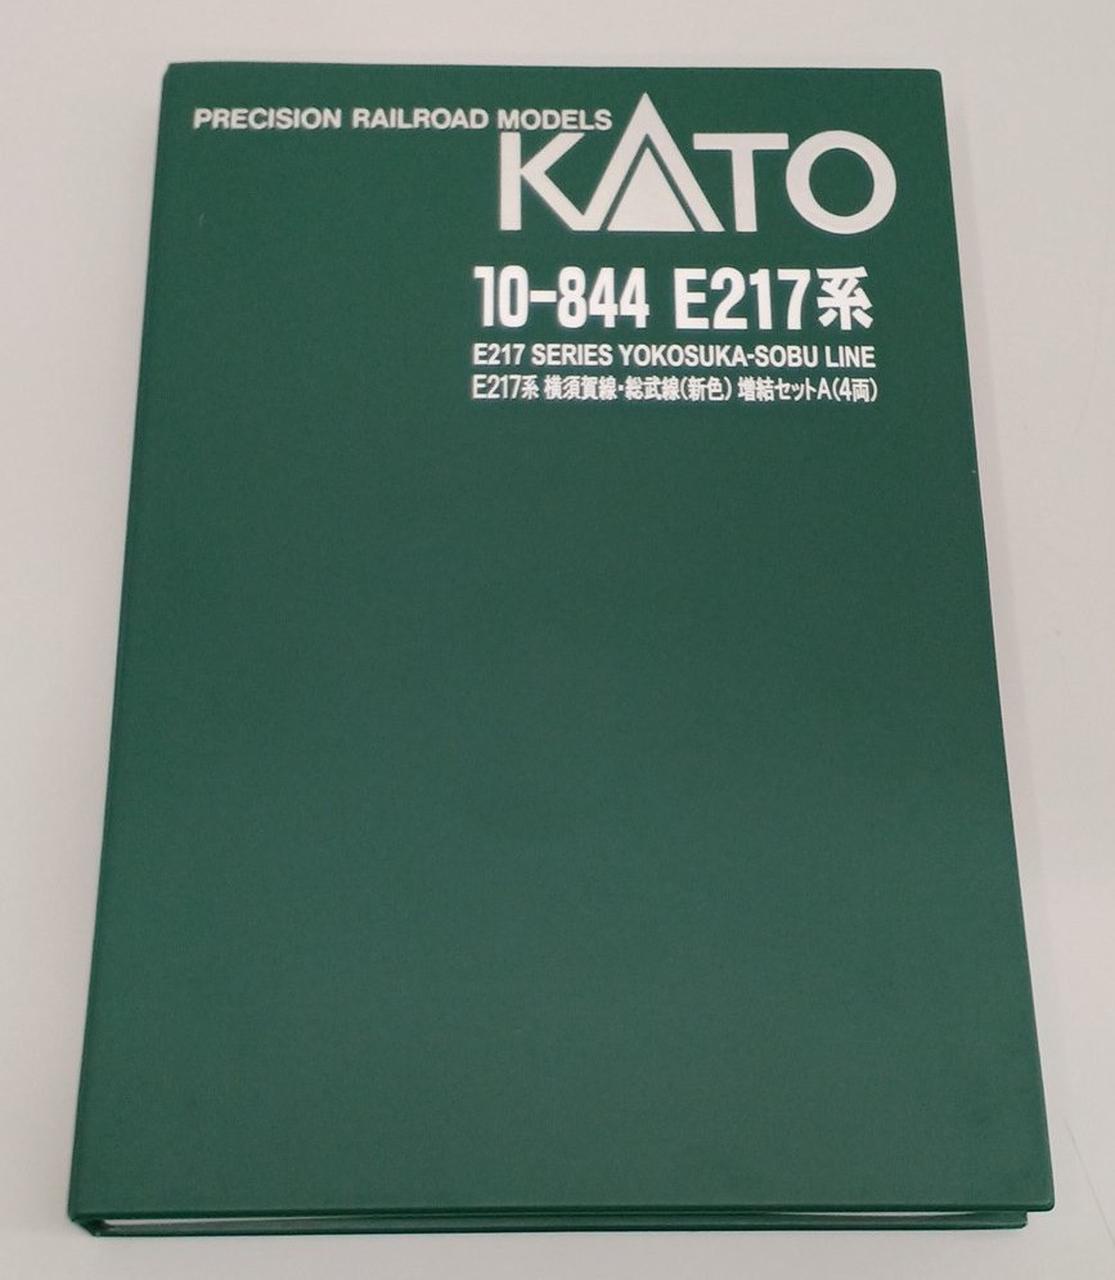 PRECISION RAILROAD MODELS
KATO
10-844 E217系
E217 SERIES YOKOSUKA-SOBU LINE
E217系 横須賀線・総武線(新色) 増結セットA(4両)